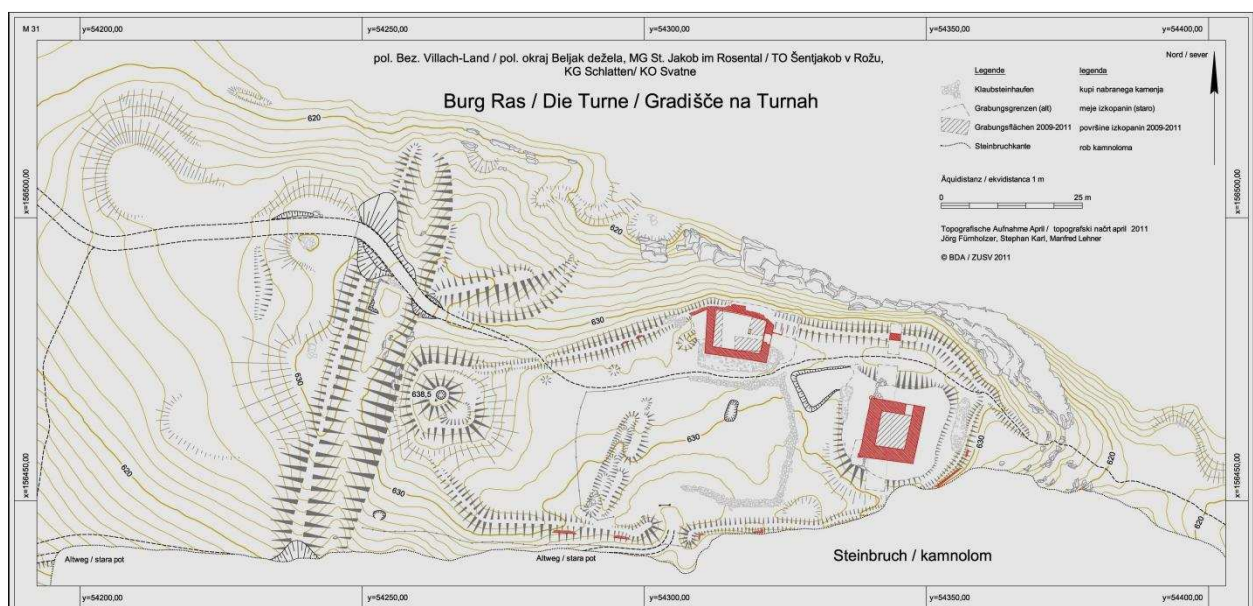 M 31
y=54200,00
y=54250,00
y=54300,00
y=54350,00
y=54400,00
pol. Bez. Villach-Land / pol. okraj Beljak dežela, MG St. Jakob im Rosental / TO Šentjakob v Rožu,
KG Schlatten/ KO Svatne
Burg Ras / Die Turne / Gradišče na Turnah
Nord / sever
Legende legenda
Klaubsteinhaufen kupi nabranega kamenja
Grabungsgrenzen (alt) meje izkopanin (staro)
Grabungsflächen 2009-2011 površine izkopanin 2009-2011
Steinbruchkante rob kamnoloma
Äquidistanz / ekvidistanca 1 m
0 25 m
Topografische Aufnahme April / topografski načrt april 2011
Jörg Fürnholzer, Stephan Karl, Manfred Lehner
© BDA / ZUSV 2011
x=156500,00
x=156500,00
620
620
630
630
638,5
630
630
630
620
620
620
x=156450,00
x=156450,00
Altweg / stara pot
Altweg / stara pot
Steinbruch / kamnolom
y=54200,00
y=54250,00
y=54300,00
y=54350,00
y=54400,00